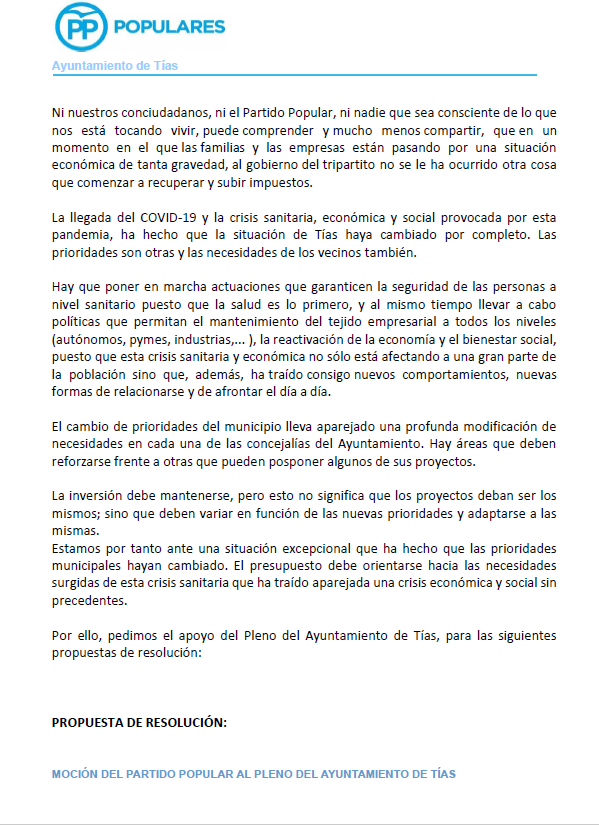 PP POPULARES
Ayuntamiento de Tías
Ni nuestros conciudadanos, ni el Partido Popular, ni nadie que sea consciente de lo que
nos está tocando vivir, puede comprender y mucho menos compartir, que en un
momento en el que las familias y las empresas están pasando por una situación
económica de tanta gravedad, al gobierno del tripartito no se le ha ocurrido otra cosa
que comenzar a recuperar y subir impuestos.
La llegada del COVID-19 y la crisis sanitaria, económica y social provocada por esta
pandemia, ha hecho que la situación de Tías haya cambiado por completo. Las
prioridades son otras y las necesidades de los vecinos también.
Hay que poner en marcha actuaciones que garanticen la seguridad de las personas a
nivel sanitario puesto que la salud es lo primero, y al mismo tiempo llevar a cabo
políticas que permitan el mantenimiento del tejido empresarial a todos los niveles
(autónomos, pymes, industrias,... ), la reactivación de la economía y el bienestar social,
puesto que esta crisis sanitaria y económica no sólo está afectando a una gran parte de
la población sino que, además, ha traído consigo nuevos comportamientos, nuevas
formas de relacionarse y de afrontar el día a día.
El cambio de prioridades del municipio lleva aparejado una profunda modificación de
necesidades en cada una de las concejalías del Ayuntamiento. Hay áreas que deben
reforzarse frente a otras que pueden posponer algunos de sus proyectos.
La inversión debe mantenerse, pero esto no significa que los proyectos deban ser los
mismos; sino que deben variar en función de las nuevas prioridades y adaptarse a las
mismas.
Estamos por tanto ante una situación excepcional que ha hecho que las prioridades
municipales hayan cambiado. El presupuesto debe orientarse hacia las necesidades
surgidas de esta crisis sanitaria que ha traído aparejada una crisis económica y social sin
precedentes.
Por ello, pedimos el apoyo del Pleno del Ayuntamiento de Tías, para las siguientes
propuestas de resolución:
PROPUESTA DE RESOLUCIÓN:
MOCIÓN DEL PARTIDO POPULAR AL PLENO DEL AYUNTAMIENTO DE TÍAS